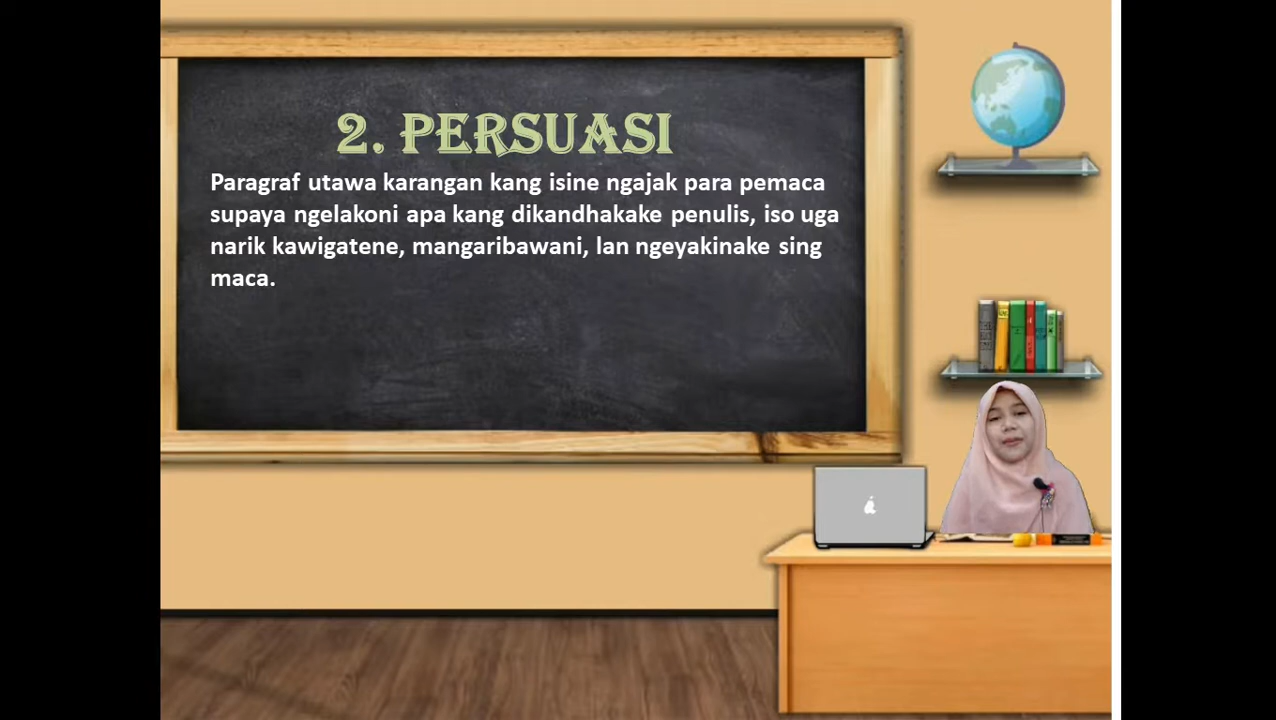 2. PERSUASI
Paragraf utawa karangan kang isine ngajak para pemaca
supaya ngelakoni apa kang dikandhakake penulis, iso uga
narik kawigatene, mangaribawani, lan ngeyakinake sing
maca.